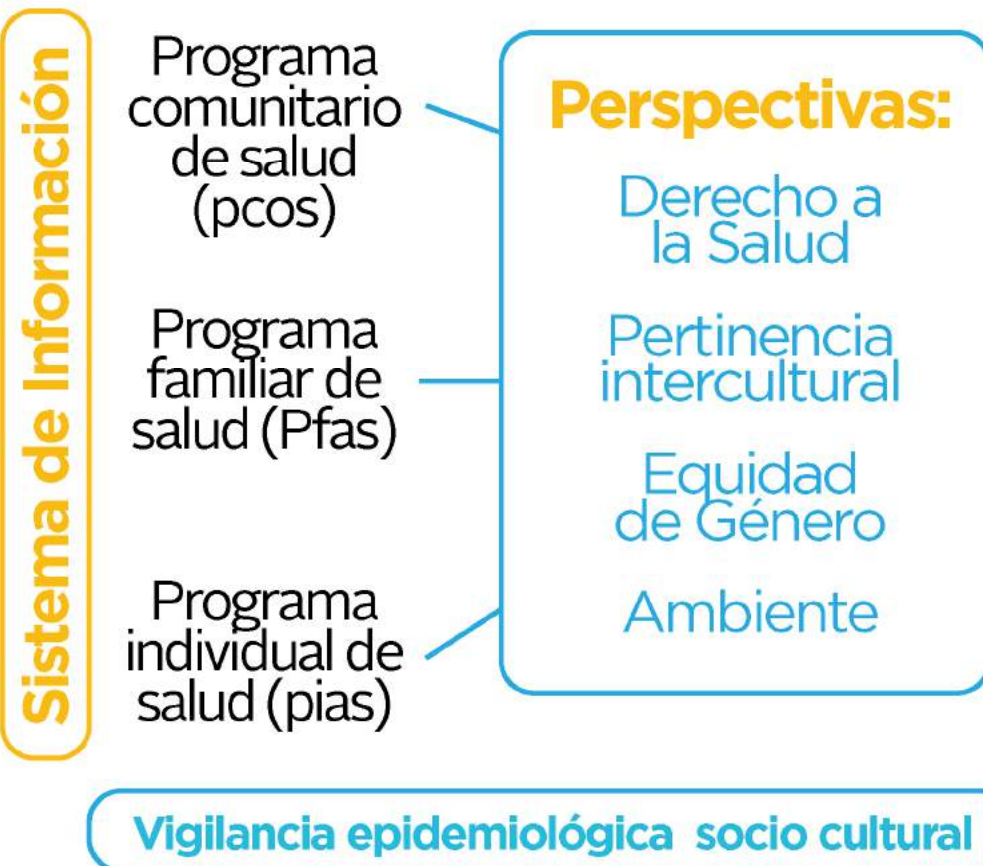 Sistema de Información
Programa
comunitario
de salud
(pcos)
Programa
familiar de
salud (Pfas)
Programa
individual de
salud (pias)
Perspectivas:
Derecho a
la Salud
Pertinencia
intercultural
Equidad
de Género
Ambiente
Vigilancia epidemiológica socio cultural